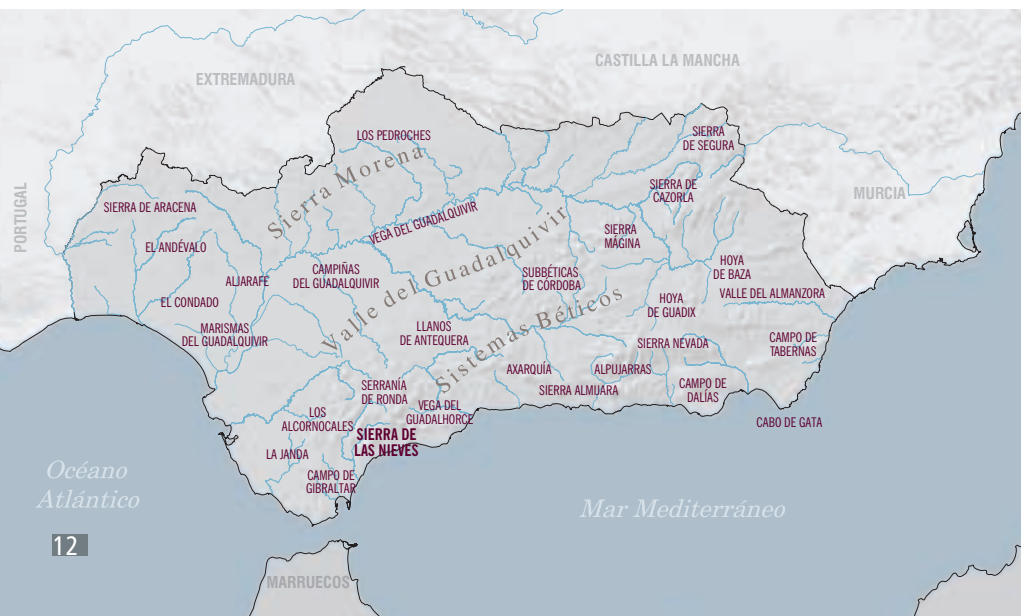 CASTILLA LA MANCHA
EXTREMADURA
LOS PEDROCHES
SIERRA
DE SEGURA
Sierra Morena
PORTUGAL
SIERRA DE
CAZORLA
MURCIA
SIERRA DE ARACENA
VEGA DEL GUADALQUIVIR
EL ANDÉVALO
SIERRA
MÁGINA
Valle del Guadalquivir
HOYA
DE BAZA
ALJARAFE
CAMPIÑAS
DEL GUADALQUIVIR
SUBBÉTICAS
DE CÓRDOBA
VALLE DEL ALMANZORA
EL CONDADO
HOYA
DE GUADIX
Sistemas Béticos
MARISMAS
DEL GUADALQUIVIR
LLANOS
DE ANTEQUERA
SIERRA NEVADA
CAMPO DE
TABERNAS
AXARQUÍA
ALPUJARRAS
SERRANÍA
DE RONDA
SIERRA ALMIJARA
CAMPO DE
DALÍAS
VEGA DEL
GUADALHORCE
LOS
ALCORNOCALES
CABO DE GATA
SIERRA DE
LAS NIEVES
LA JANDA
Océano
Atlántico
CAMPO DE
GIBRALTAR
Mar Mediterráneo
12
MARRUECOS